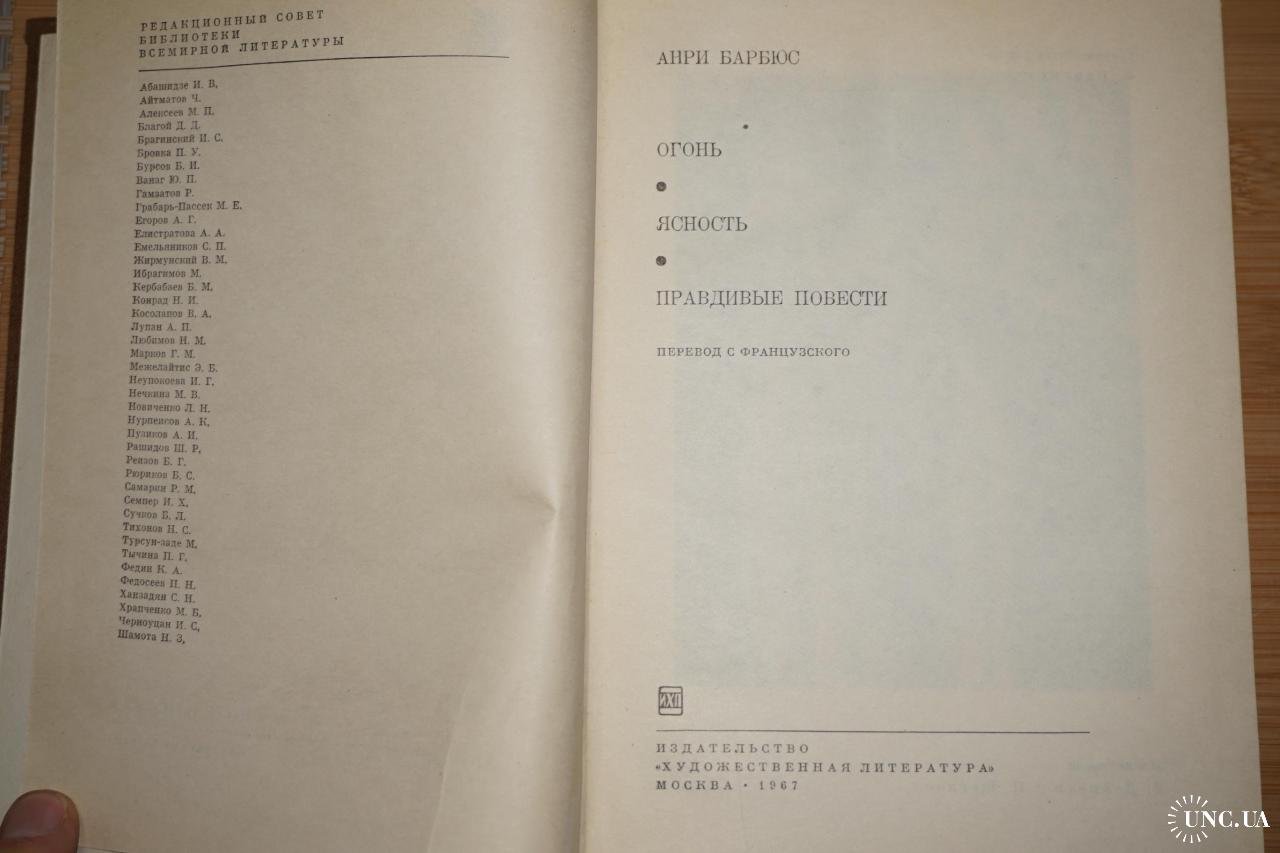 РЕДАКЦИОННЫЙ СОВЕТ
БИБЛИОТЕКИ
ВСЕМИРНОЙ ЛИТЕРАТУРЫ
Абашидзе И. В.
Айтматов Ч.
Алексеев М. П.
Благой Д. Д.
Брагинский И. С.
Бровка П. У.
Бурсов Б. И.
Ванаг Ю. П.
Гамзатов Р.
Грабарь-Пассек М. Е.
Егоров А. Г.
Елистратова А. А.
Емельяников С. П.
Жирмунский В. М.
Ибрагимов М.
Кербабаев Б. М.
Конрад Н. И.
Косолапов В. А.
Лупан А. П.
Любимов Н. М.
Марков Г. М.
Межелайтис Э. Б.
Неупокоева И. Г.
Нечкина М. В.
Новиченко Л. Н.
Нурпеисов А. К.
Пузиков А. И.
Рашидов Ш. Р.
Реизов Б. Г.
Рюриков Б. С.
Самарин Р. М.
Семпер И. Х.
Сучков Б. Л.
Тихонов Н. С.
Турсун-заде М.
Тычина П. Г.
Федин К. А.
Федосеев П. Н.
Ханзадян С. Н.
Храпченко М. Б.
Черноуцан И. С.
Шамота Н. З.
АНРИ БАРБЮС
ОГОНЬ
ЯСНОСТЬ
ПРАВДИВЫЕ ПОВЕСТИ
ПЕРЕВОД С ФРАНЦУЗСКОГО
ИХЛ
ИЗДАТЕЛЬСТВО
«ХУДОЖЕСТВЕННАЯ ЛИТЕРАТУРА»
МОСКВА • 1967
UNC.UA